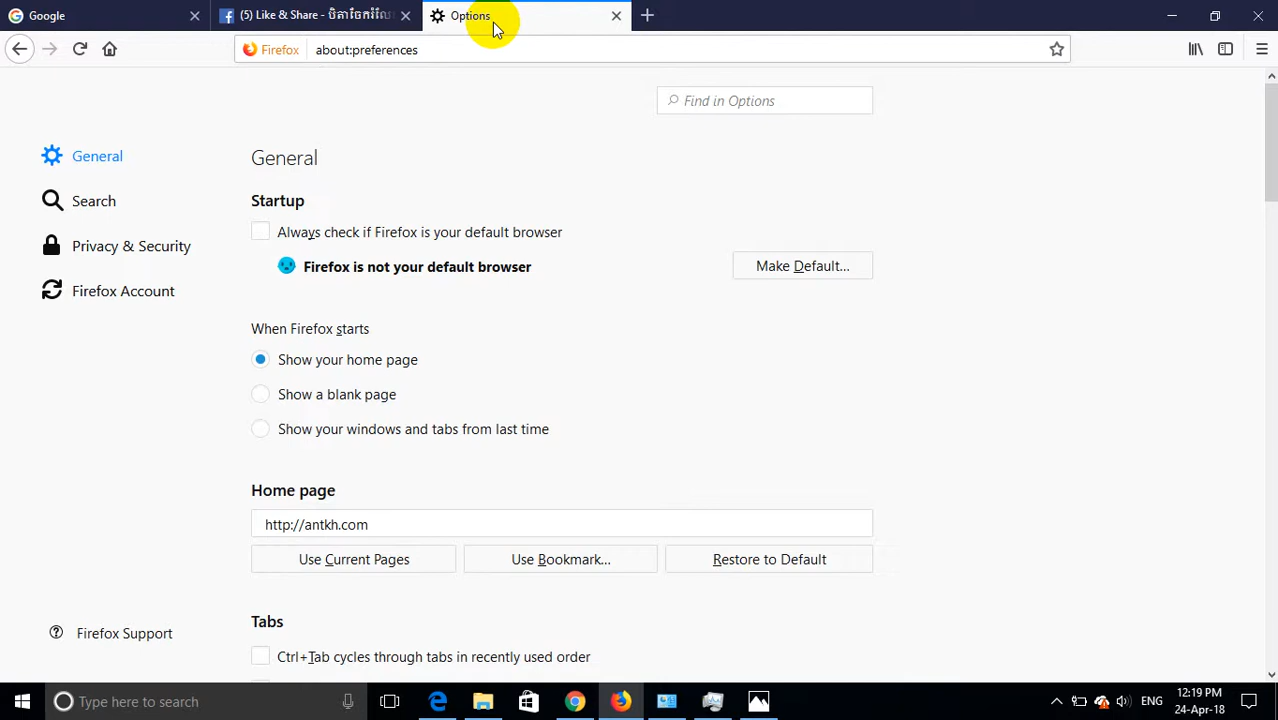 Google
(5) Like & Share - បិតាចែករំលែ
Options
Firefox
about:preferences
Find in Options
General
Search
Privacy & Security
Firefox Account
Firefox Support
General
Startup
Always check if Firefox is your default browser
Firefox is not your default browser
Make Default...
When Firefox starts
Show your home page
Show a blank page
Show your windows and tabs from last time
Home page
http://antkh.com
Use Current Pages
Use Bookmark...
Restore to Default
Tabs
Ctrl+Tab cycles through tabs in recently used order
Type here to search
ENG
12:19 PM
24-Apr-18